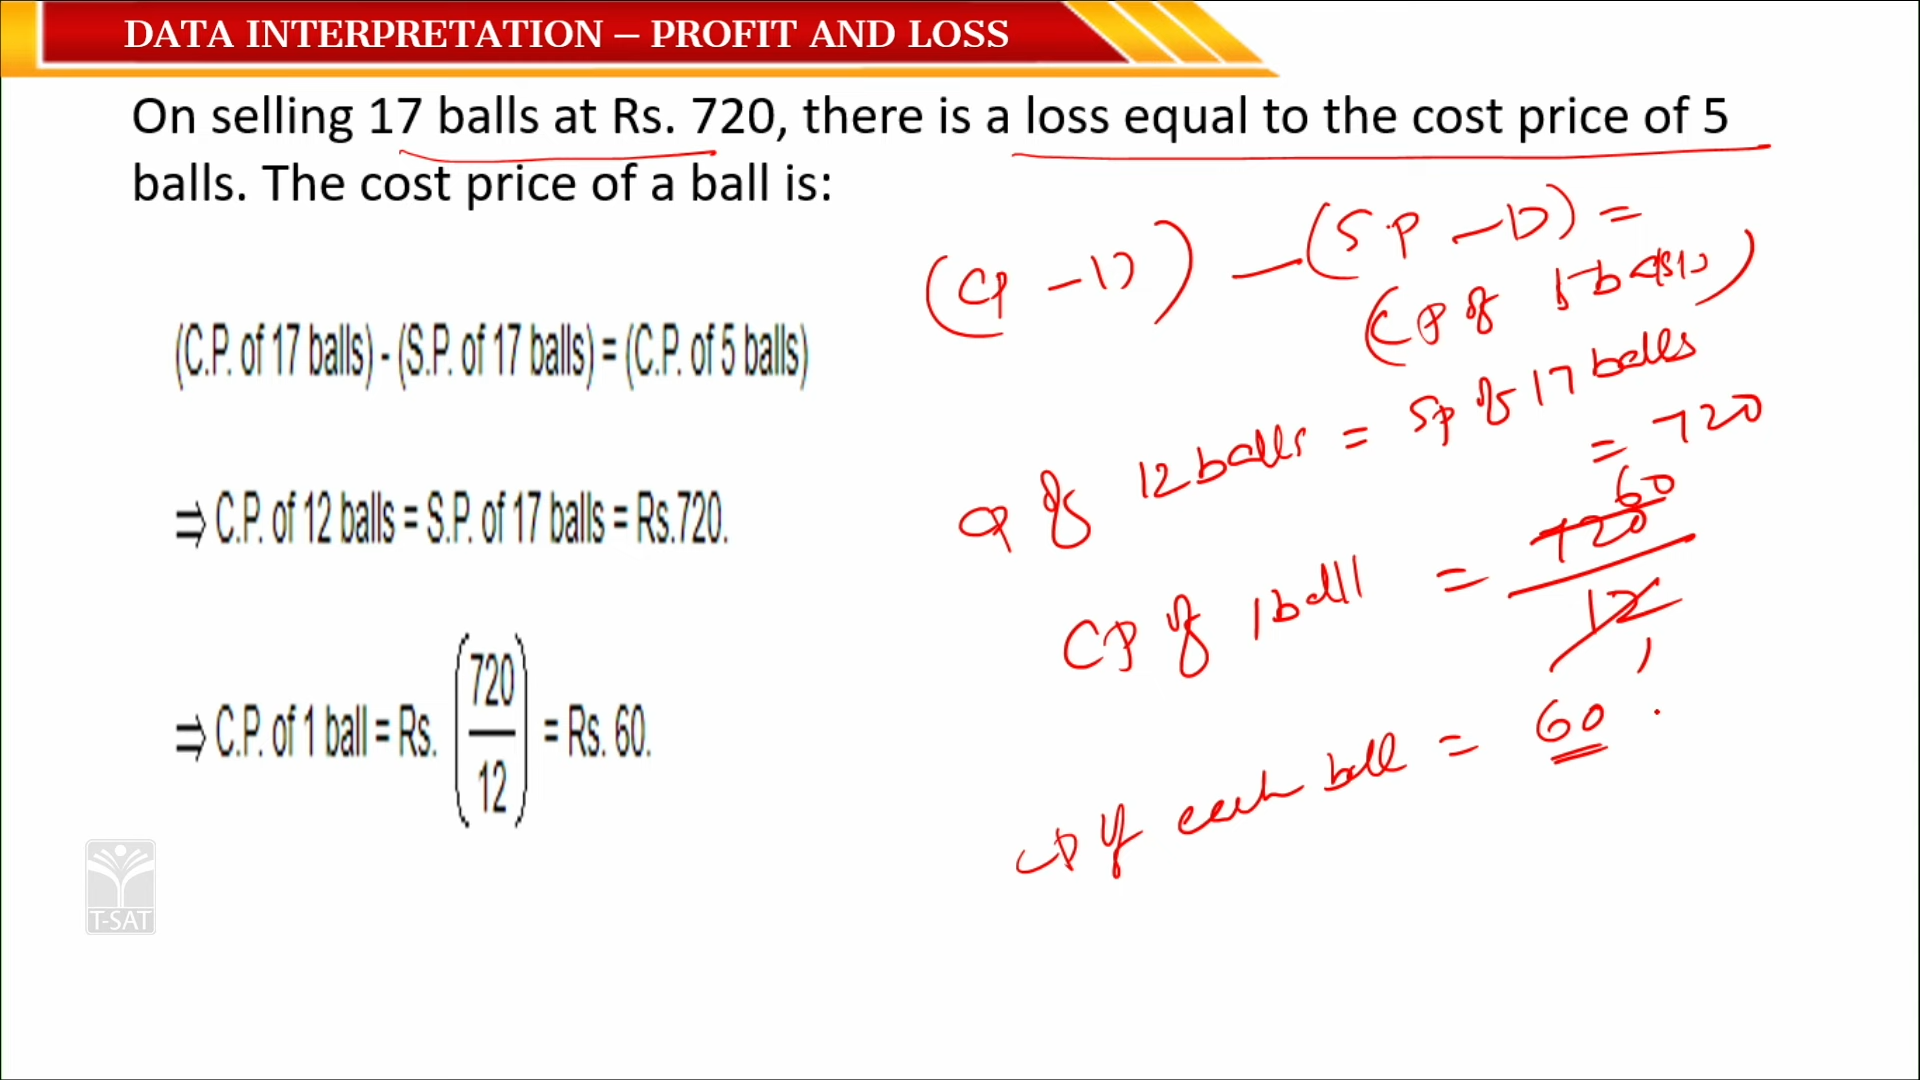 DATA INTERPRETATION – PROFIT AND LOSS
On selling 17 balls at Rs. 720, there is a loss equal to the cost price of 5
balls. The cost price of a ball is:
(C.P. of 17 balls) - (S.P. of 17 balls) = (C.P. of 5 balls)
⇒ C.P. of 12 balls = S.P. of 17 balls = Rs.720.
⇒ C.P. of 1 ball = Rs. (720/12) = Rs. 60.
(CP - 17) - (SP - 17) =
(CP of 5 balls)
CP of 12 balls = SP of 17 balls
= 720
60
CP of 1 ball = 720/12
1
CP of each ball = 60.
T-SAT